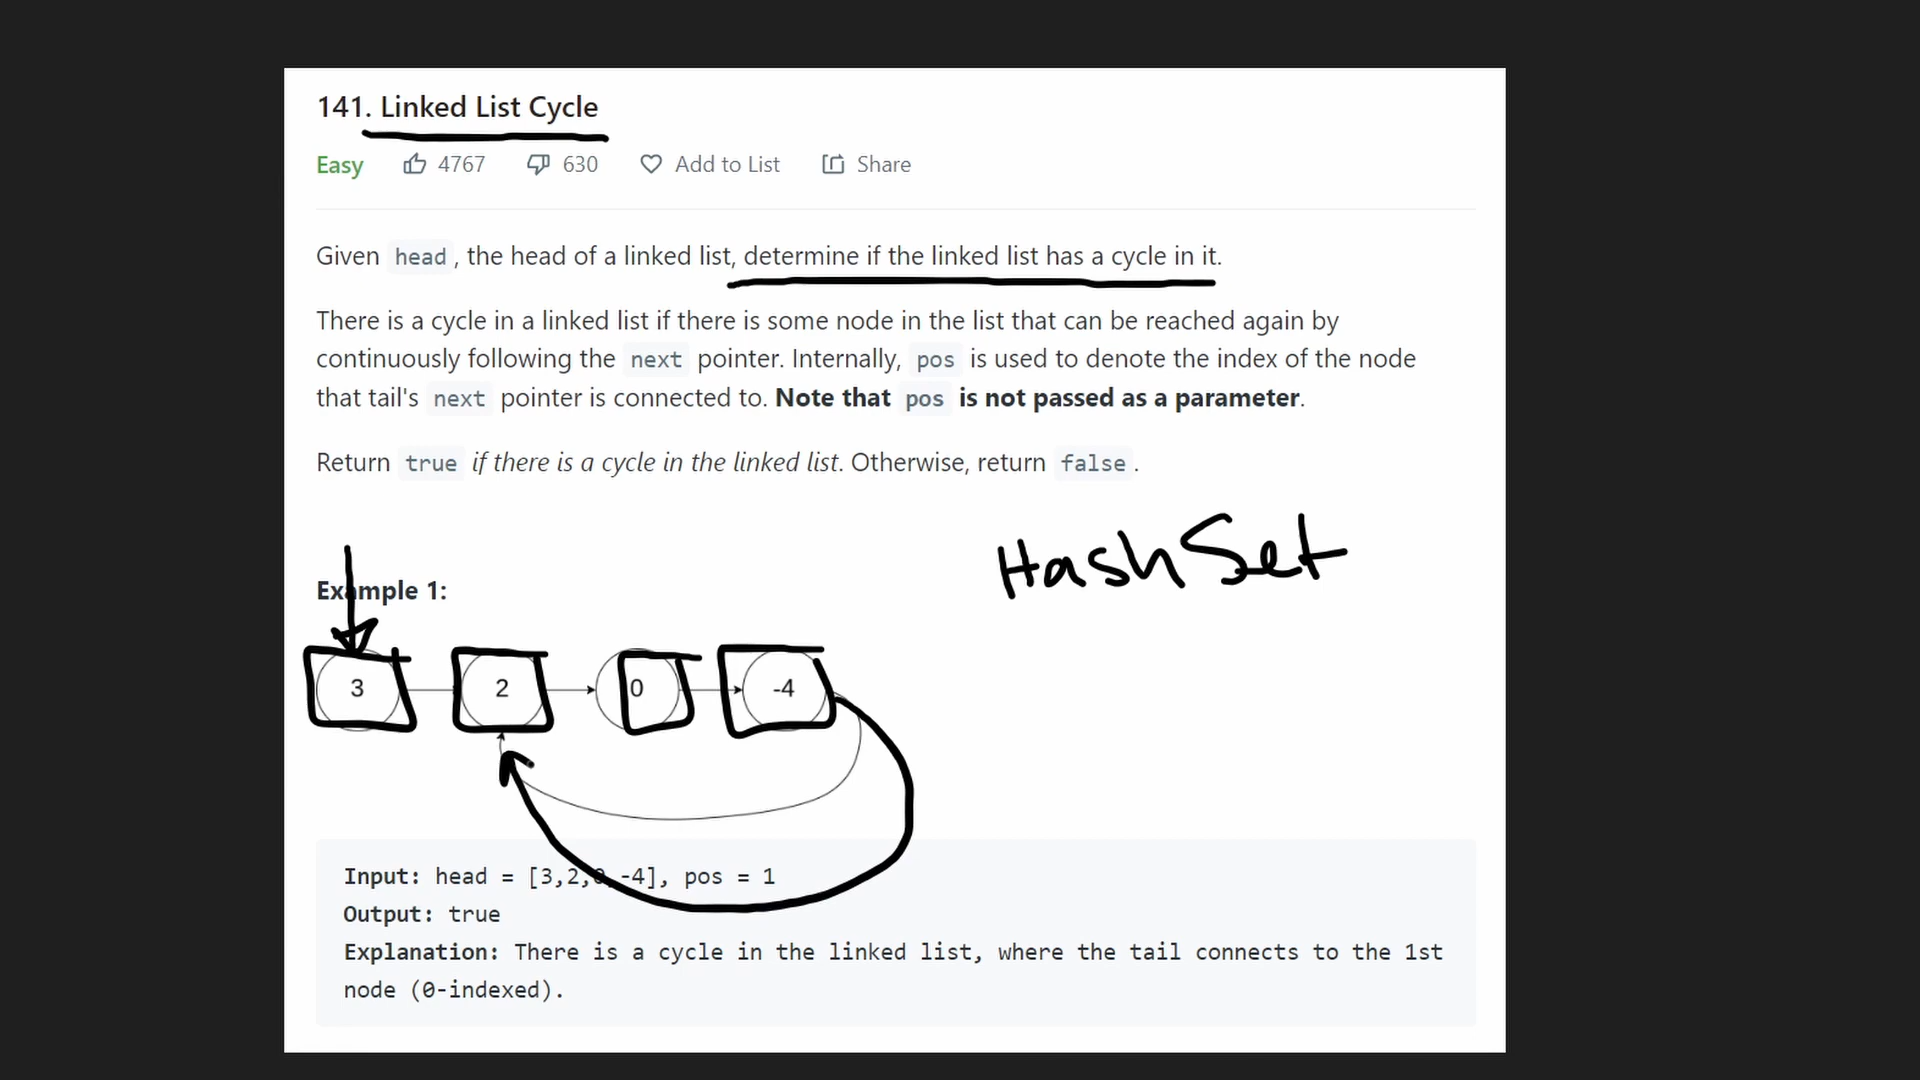 141. Linked List Cycle
Easy 4767 630 Add to List Share
Given head, the head of a linked list, determine if the linked list has a cycle in it.
There is a cycle in a linked list if there is some node in the list that can be reached again by
continuously following the next pointer. Internally, pos is used to denote the index of the node
that tail's next pointer is connected to. Note that pos is not passed as a parameter.
Return true if there is a cycle in the linked list. Otherwise, return false.
HashSet
Example 1:
3 2 0 -4
Input: head = [3,2,0,-4], pos = 1
Output: true
Explanation: There is a cycle in the linked list, where the tail connects to the 1st
node (0-indexed).